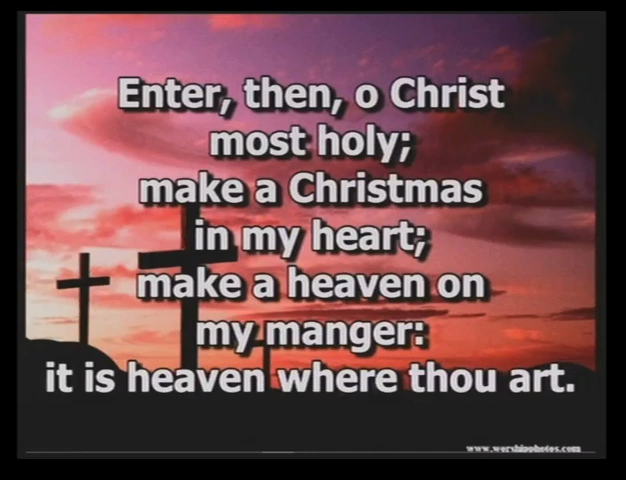 Enter, then, o Christ
most holy;
make a Christmas
in my heart;
make a heaven on
my manger:
it is heaven where thou art.
www.worshipphotos.com